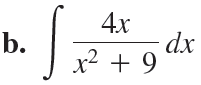 b. ∫ 4x / (x² + 9) dx